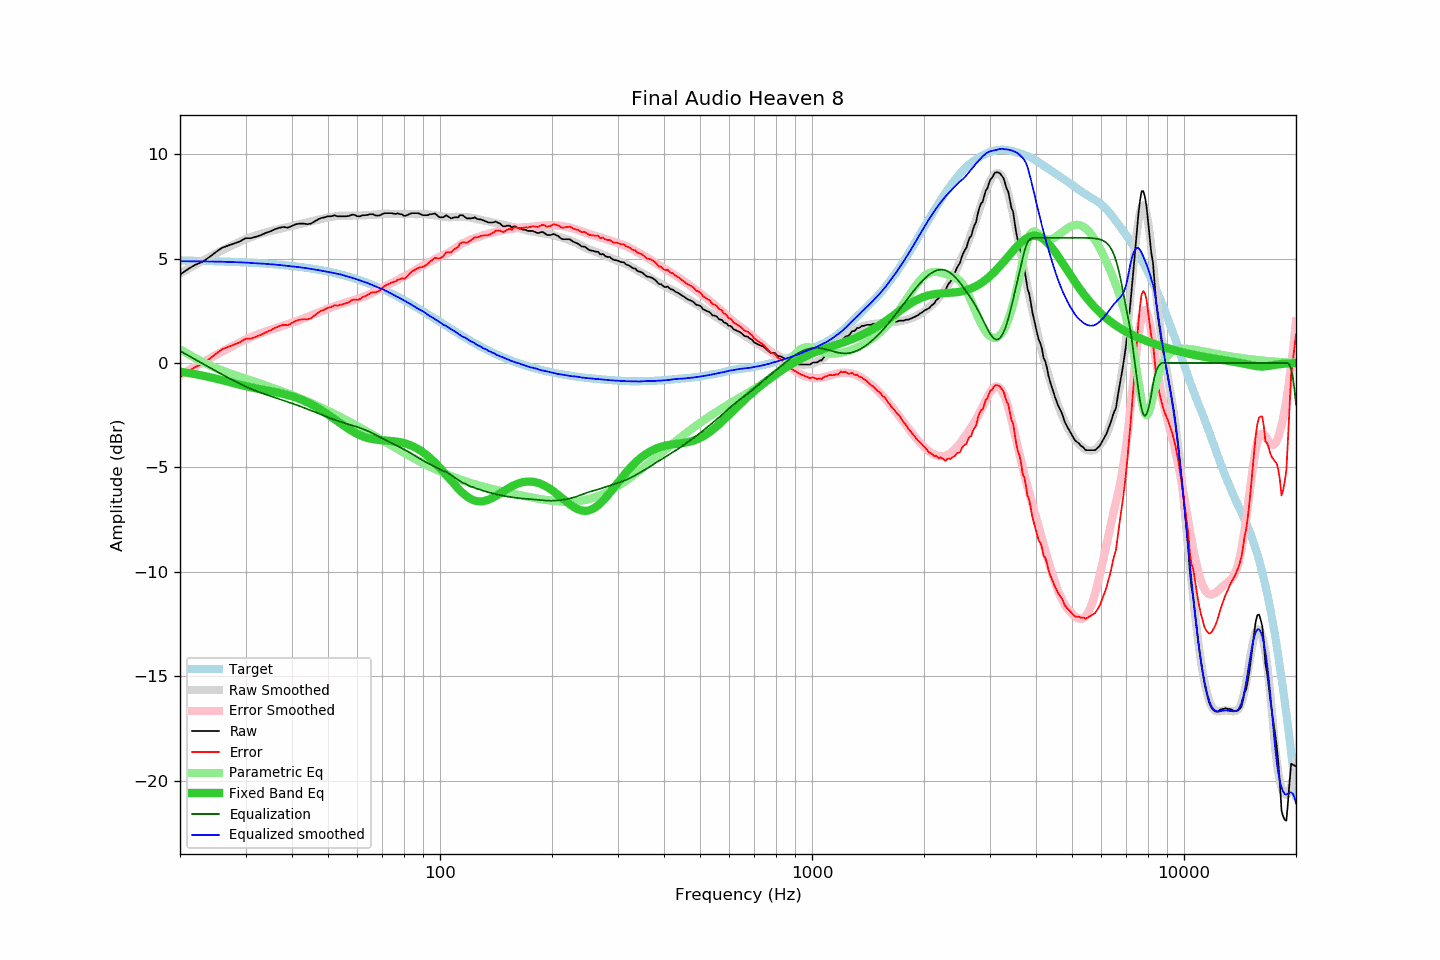 Final Audio Heaven 8
10
5
0
−5
−10
−15
−20
Amplitude (dBr)
Target
Raw Smoothed
Error Smoothed
Raw
Error
Parametric Eq
Fixed Band Eq
Equalization
Equalized smoothed
100 1000 10000
Frequency (Hz)